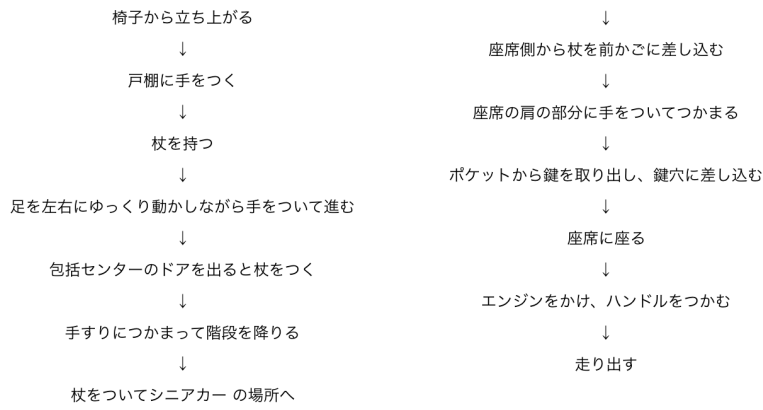 椅子から立ち上がる
↓
戸棚に手をつく
↓
杖を持つ
↓
足を左右にゆっくり動かしながら手をついて進む
↓
包括センターのドアを出ると杖をつく
↓
手すりにつかまって階段を降りる
↓
杖をついてシニアカー の場所へ
↓
座席側から杖を前かごに差し込む
↓
座席の肩の部分に手をついてつかまる
↓
ポケットから鍵を取り出し、鍵穴に差し込む
↓
座席に座る
↓
エンジンをかけ、ハンドルをつかむ
↓
走り出す